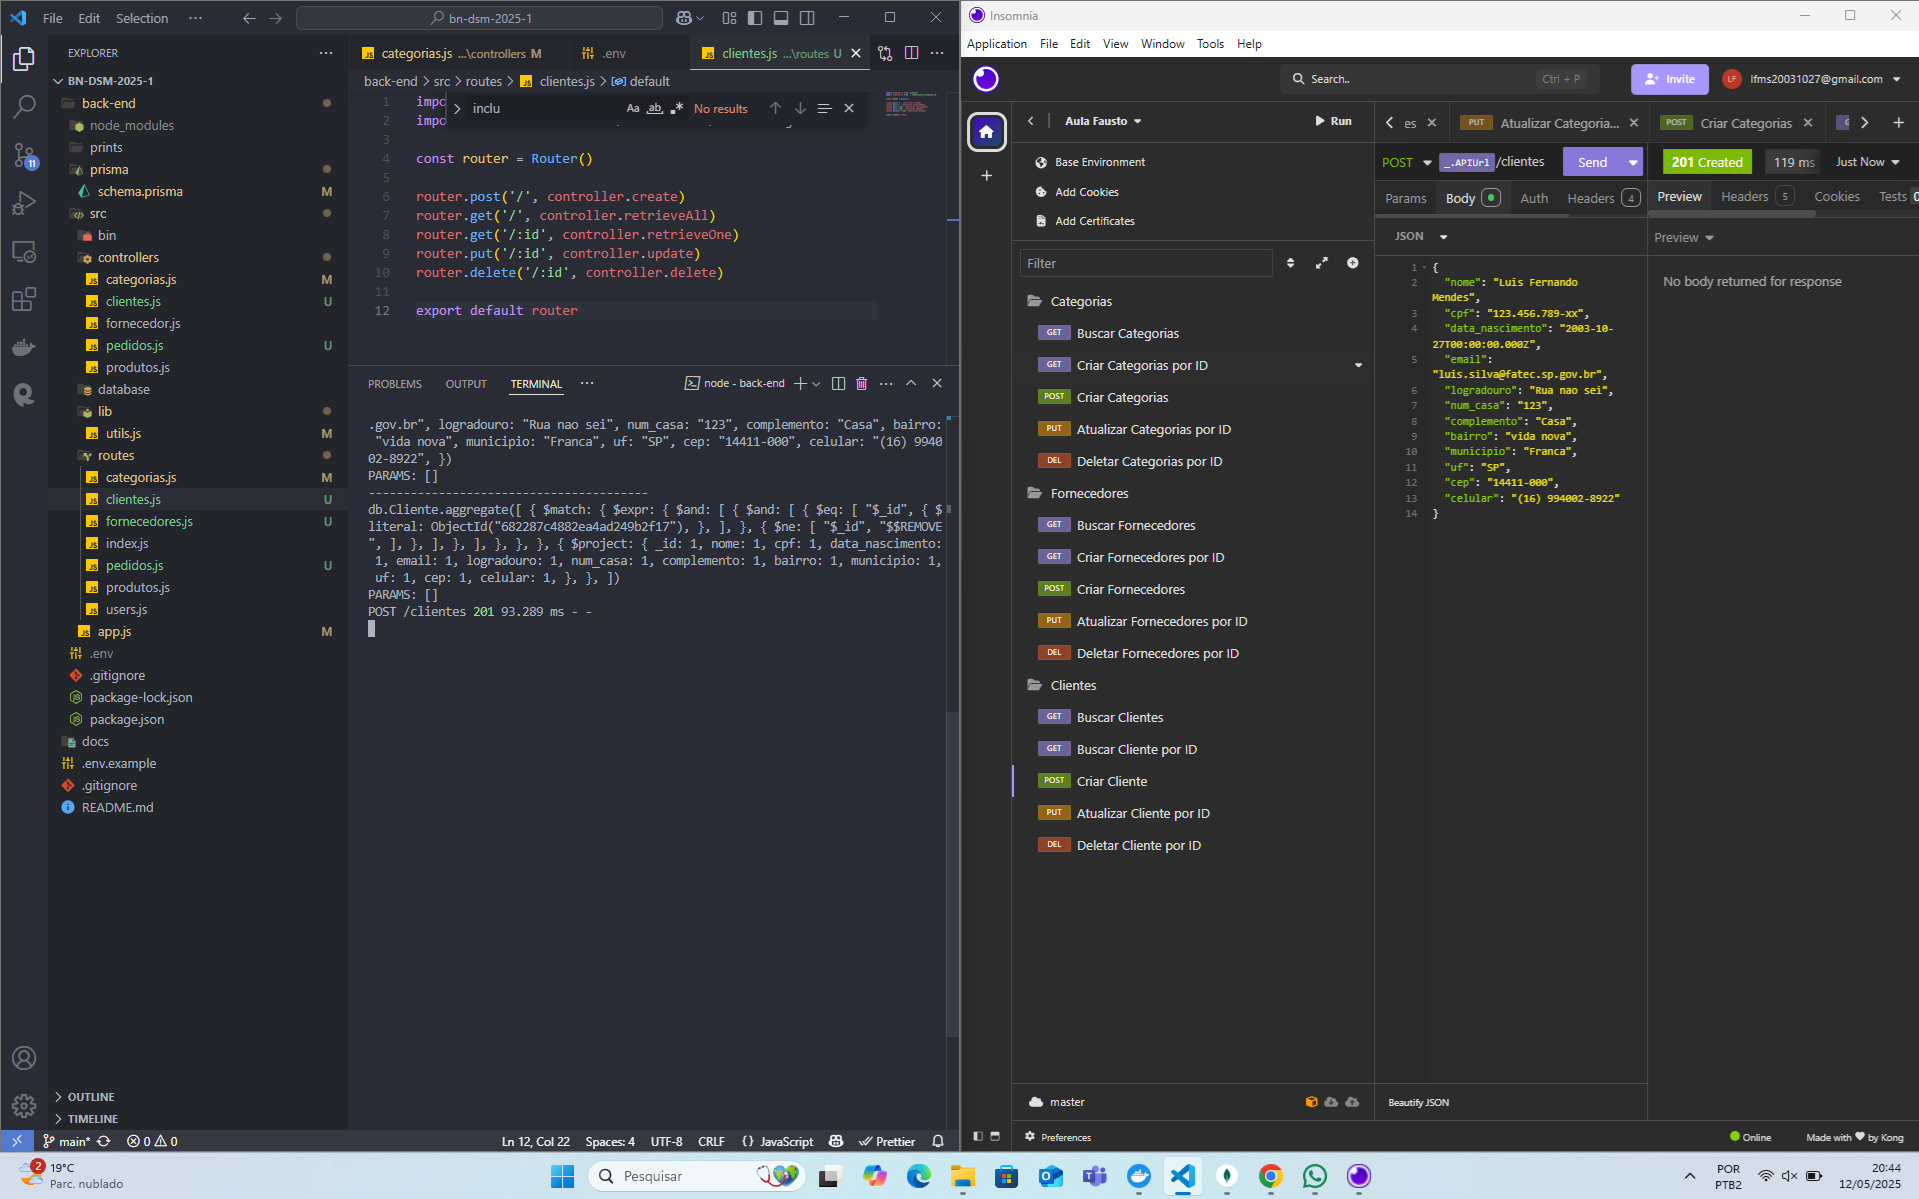 File Edit Selection ··· bn-dsm-2025-1
EXPLORER
BN-DSM-2025-1
back-end
node_modules
prints
prisma
schema.prisma M
src
bin
controllers
categorias.js M
clientes.js U
fornecedor.js
pedidos.js U
produtos.js
database
lib
utils.js M
routes
categorias.js M
clientes.js U
fornecedores.js U
index.js
pedidos.js U
produtos.js
users.js
app.js M
.env
.gitignore
package-lock.json
package.json
docs
.env.example
.gitignore
README.md
OUTLINE
TIMELINE
11
categorias.js ...\controllers M
.env
clientes.js ...\routes U
back-end > src > routes > clientes.js > default
inclu Aa ab No results
1 impo
2 impo
3
4 const router = Router()
5
6 router.post('/', controller.create)
7 router.get('/', controller.retrieveAll)
8 router.get('/:id', controller.retrieveOne)
9 router.put('/:id', controller.update)
10 router.delete('/:id', controller.delete)
11
12 export default router
PROBLEMS OUTPUT TERMINAL ··· node - back-end
.gov.br", logradouro: "Rua nao sei", num_casa: "123", complemento: "Casa", bairro:
"vida nova", municipio: "Franca", uf: "SP", cep: "14411-000", celular: "(16) 9940
02-8922", })
PARAMS: []
----------------------------------------
db.Cliente.aggregate([ { $match: { $expr: { $and: [ { $and: [ { $eq: [ "$_id", { $
literal: ObjectId("682287c4882ea4ad249b2f17"), }, ], }, { $ne: [ "$_id", "$$REMOVE
", ], }, ], }, ], }, }, }, { $project: { _id: 1, nome: 1, cpf: 1, data_nascimento:
1, email: 1, logradouro: 1, num_casa: 1, complemento: 1, bairro: 1, municipio: 1,
uf: 1, cep: 1, celular: 1, }, }, ])
PARAMS: []
POST /clientes 201 93.289 ms - -
main* 0 0 Ln 12, Col 22 Spaces: 4 UTF-8 CRLF {} JavaScript Prettier
Insomnia
Application File Edit View Window Tools Help
Search.. Ctrl + P Invite LF lfms20031027@gmail.com
Aula Fausto Run
Base Environment
Add Cookies
Add Certificates
Filter
Categorias
GET Buscar Categorias
GET Criar Categorias por ID
POST Criar Categorias
PUT Atualizar Categorias por ID
DEL Deletar Categorias por ID
Fornecedores
GET Buscar Fornecedores
GET Criar Fornecedores por ID
POST Criar Fornecedores
PUT Atualizar Fornecedores por ID
DEL Deletar Fornecedores por ID
Clientes
GET Buscar Clientes
GET Buscar Cliente por ID
POST Criar Cliente
PUT Atualizar Cliente por ID
DEL Deletar Cliente por ID
master
Preferences
es PUT Atualizar Categoria... POST Criar Categorias
POST _.APIUrl /clientes Send 201 Created 119 ms Just Now
Params Body Auth Headers 4 Preview Headers 5 Cookies Tests 0
JSON Preview
1 {
2 "nome": "Luis Fernando
Mendes",
3 "cpf": "123.456.789-xx",
4 "data_nascimento": "2003-10-
27T00:00:00.000Z",
5 "email":
"luis.silva@fatec.sp.gov.br",
6 "logradouro": "Rua nao sei",
7 "num_casa": "123",
8 "complemento": "Casa",
9 "bairro": "vida nova",
10 "municipio": "Franca",
11 "uf": "SP",
12 "cep": "14411-000",
13 "celular": "(16) 994002-8922"
14 }
No body returned for response
Beautify JSON
Online Made with by Kong
2 19°C
Parc. nublado
Pesquisar
POR
PTB2
20:44
12/05/2025